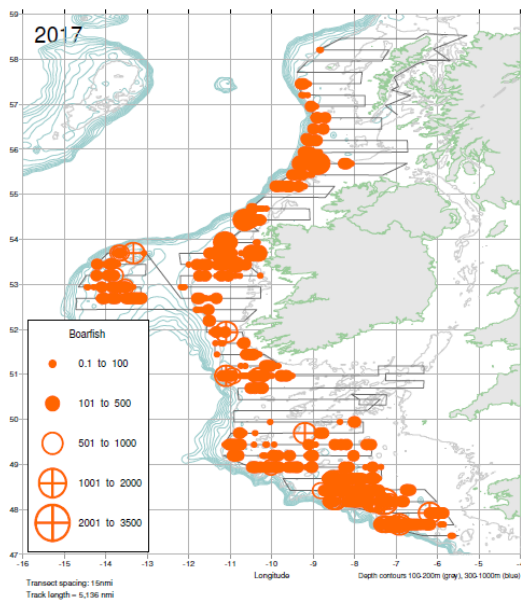 59
2017
58
57
56
55
54
53
52
51
50
49
48
47
Boarfish
0.1 to 100
101 to 500
501 to 1000
1001 to 2000
2001 to 3500
-16 -15 -14 -13 -12 -11 -10 -9 -8 -7 -6 -5 -4
Longitude
Depth contours 100-200m (grey), 300-1000m (blue)
Transect spacing: 15nmi
Track length = 5,136 nmi